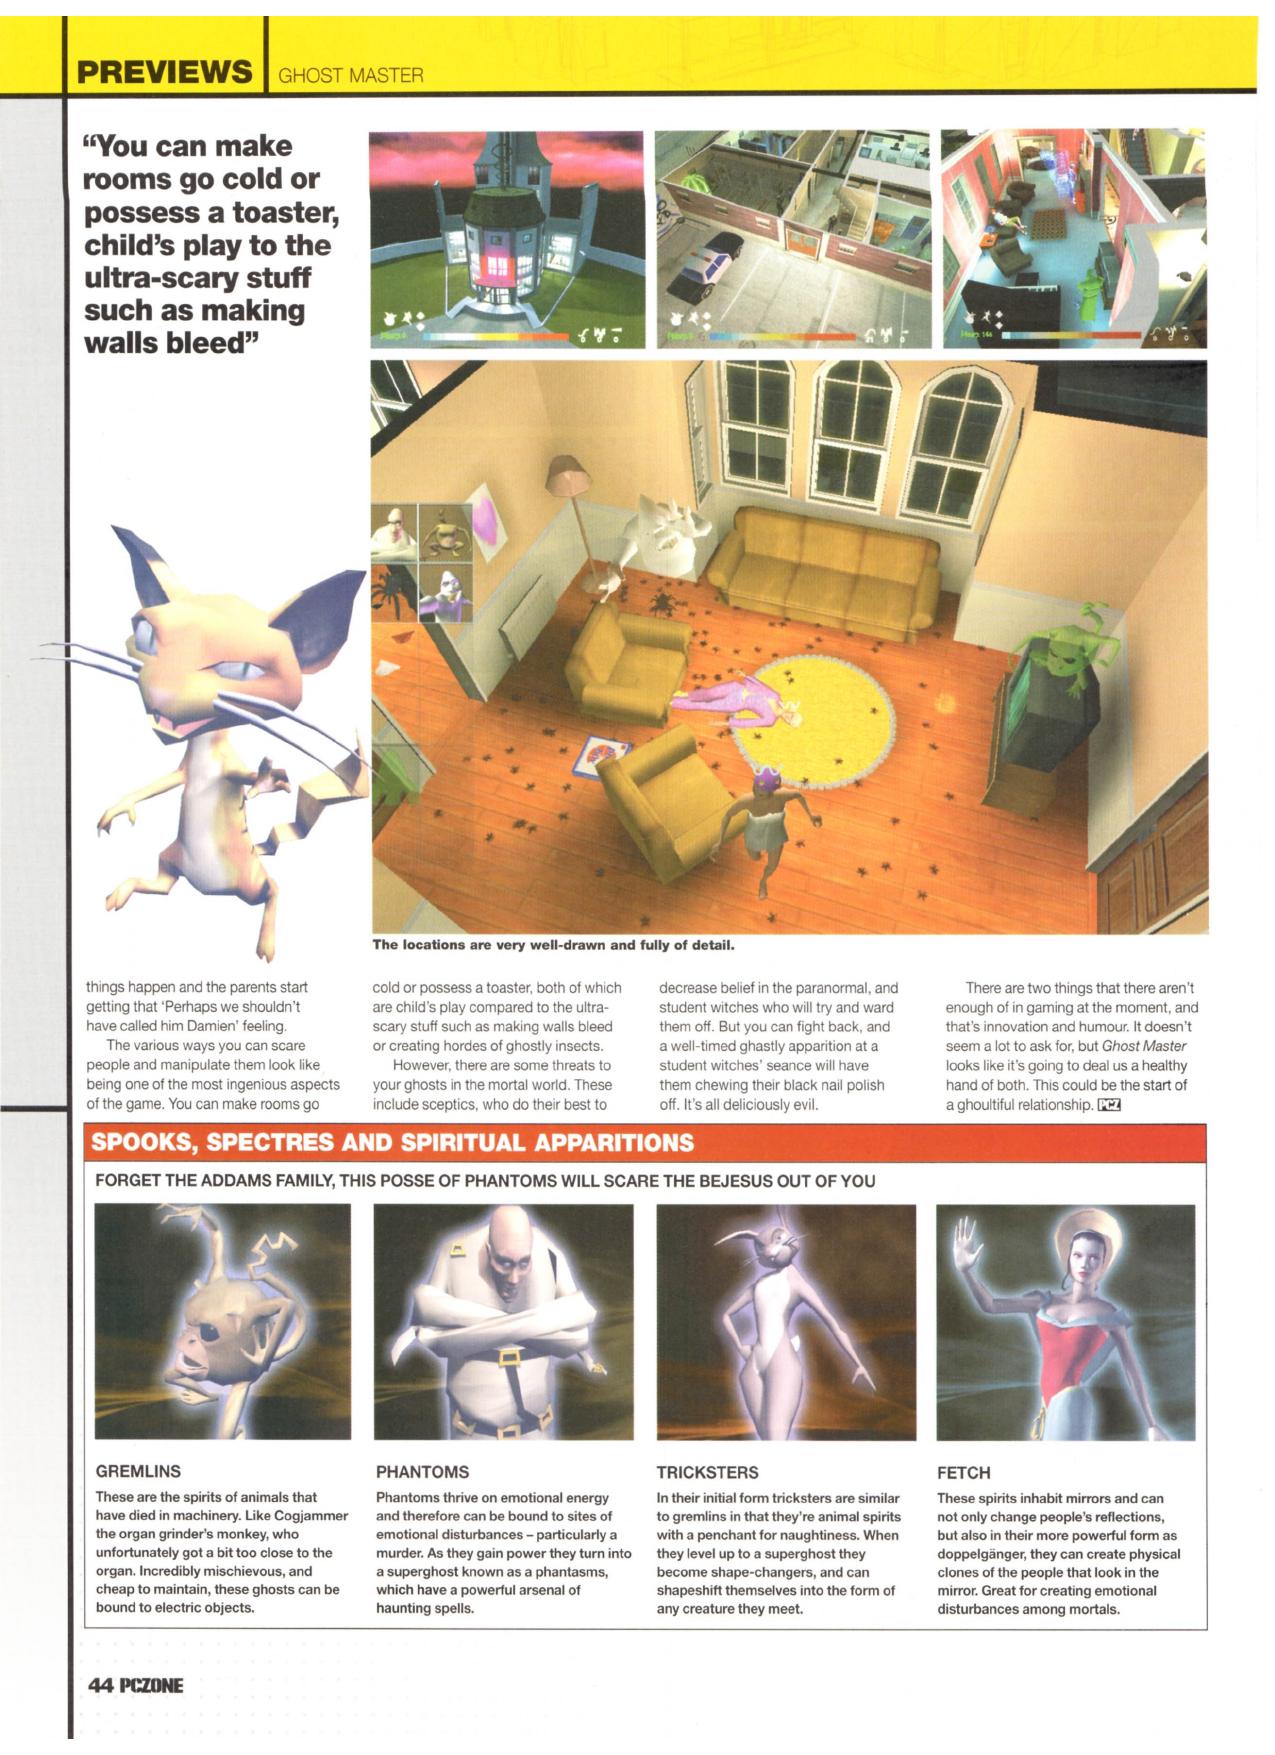 PREVIEWS GHOST MASTER
“You can make
rooms go cold or
possess a toaster,
child’s play to the
ultra-scary stuff
such as making
walls bleed”
The locations are very well-drawn and fully of detail.
things happen and the parents start
getting that ‘Perhaps we shouldn’t
have called him Damien’ feeling.
The various ways you can scare
people and manipulate them look like
being one of the most ingenious aspects
of the game. You can make rooms go
cold or possess a toaster, both of which
are child’s play compared to the ultra-
scary stuff such as making walls bleed
or creating hordes of ghostly insects.
However, there are some threats to
your ghosts in the mortal world. These
include sceptics, who do their best to
decrease belief in the paranormal, and
student witches who will try and ward
them off. But you can fight back, and
a well-timed ghastly apparition at a
student witches’ seance will have
them chewing their black nail polish
off. It’s all deliciously evil.
There are two things that there aren’t
enough of in gaming at the moment, and
that’s innovation and humour. It doesn’t
seem a lot to ask for, but Ghost Master
looks like it’s going to deal us a healthy
hand of both. This could be the start of
a ghoultiful relationship. PCZ
SPOOKS, SPECTRES AND SPIRITUAL APPARITIONS
FORGET THE ADDAMS FAMILY, THIS POSSE OF PHANTOMS WILL SCARE THE BEJESUS OUT OF YOU
GREMLINS
These are the spirits of animals that
have died in machinery. Like Cogjammer
the organ grinder’s monkey, who
unfortunately got a bit too close to the
organ. Incredibly mischievous, and
cheap to maintain, these ghosts can be
bound to electric objects.
PHANTOMS
Phantoms thrive on emotional energy
and therefore can be bound to sites of
emotional disturbances – particularly a
murder. As they gain power they turn into
a superghost known as a phantasms,
which have a powerful arsenal of
haunting spells.
TRICKSTERS
In their initial form tricksters are similar
to gremlins in that they’re animal spirits
with a penchant for naughtiness. When
they level up to a superghost they
become shape-changers, and can
shapeshift themselves into the form of
any creature they meet.
FETCH
These spirits inhabit mirrors and can
not only change people’s reflections,
but also in their more powerful form as
doppelgänger, they can create physical
clones of the people that look in the
mirror. Great for creating emotional
disturbances among mortals.
44 PCZONE